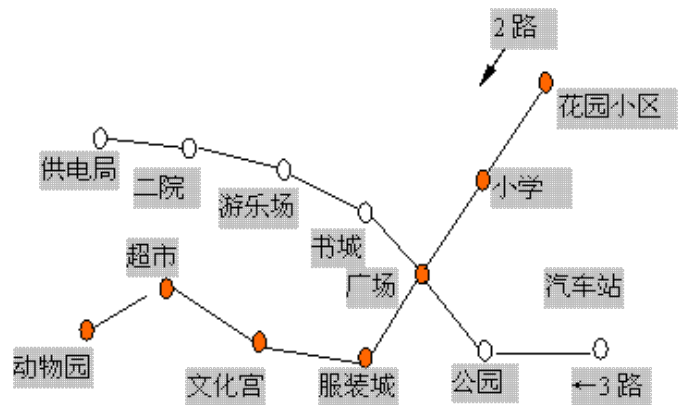 2路
花园小区
供电局
二院
小学
游乐场
书城
超市
广场
汽车站
动物园
文化宫
服装城
公园
←3路